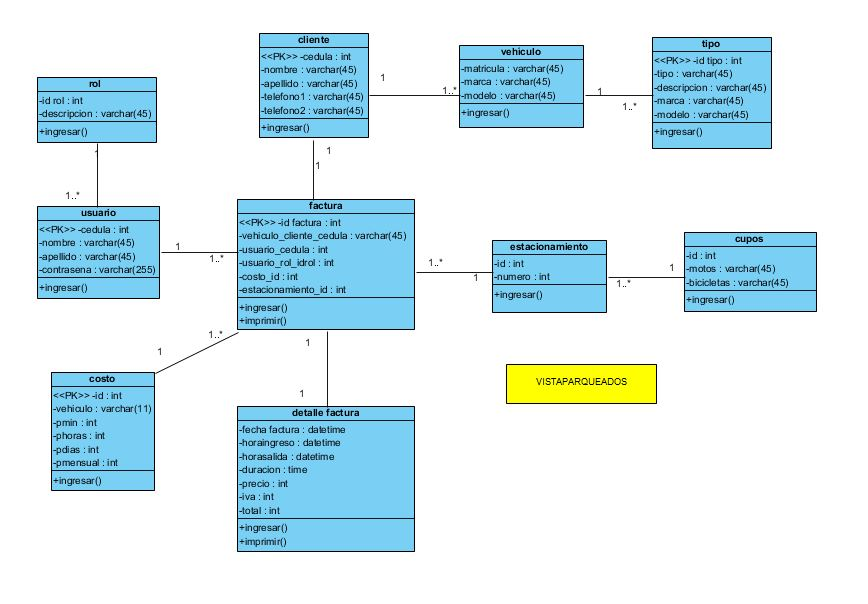 cliente
<<PK>> -cedula : int
-nombre : varchar(45)
-apellido : varchar(45)
-telefono1 : varchar(45)
-telefono2 : varchar(45)
+ingresar()
vehiculo
-matricula : varchar(45)
-marca : varchar(45)
-modelo : varchar(45)
+ingresar()
tipo
<<PK>> -id tipo : int
-tipo : varchar(45)
-descripcion : varchar(45)
-marca : varchar(45)
-modelo : varchar(45)
+ingresar()
rol
-id rol : int
-descripcion : varchar(45)
+ingresar()
1
1..*
1
1..*
1
1..*
1
1
usuario
<<PK>> -cedula : int
-nombre : varchar(45)
-apellido : varchar(45)
-contrasena : varchar(255)
+ingresar()
1
1..*
factura
<<PK>> -id factura : int
-vehiculo_cliente_cedula : varchar(45)
-usuario_cedula : int
-usuario_rol_idrol : int
-costo_id : int
-estacionamiento_id : int
+ingresar()
+imprimir()
1..*
1
estacionamiento
-id : int
-numero : int
+ingresar()
1..*
1
cupos
-id : int
-motos : varchar(45)
-bicicletas : varchar(45)
+ingresar()
1..*
1
1
1
costo
<<PK>> -id : int
-vehiculo : varchar(11)
-pmin : int
-phoras : int
-pdias : int
-pmensual : int
+ingresar()
detalle factura
-fecha factura : datetime
-horaingreso : datetime
-horasalida : datetime
-duracion : time
-precio : int
-iva : int
-total : int
+ingresar()
+imprimir()
VISTAPARQUEADOS